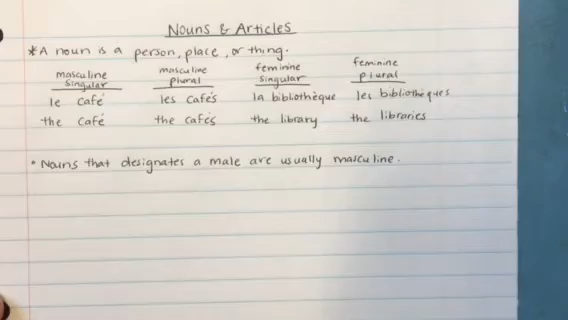 Nouns & Articles
*A noun is a person, place, or thing.
masculine singular masculine plural feminine singular feminine plural
le café les cafés la bibliothèque les bibliothèques
the café the cafés the library the libraries
• Nouns that designates a male are usually masculine.